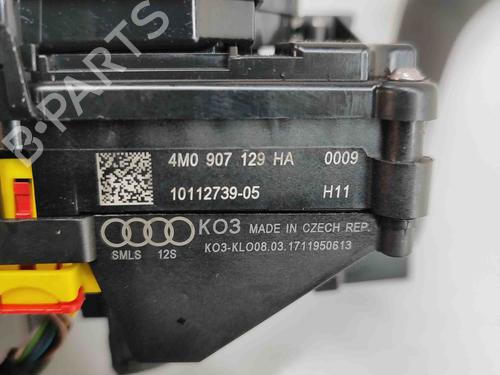 4M0 907 129 HA 0009
10112739-05 H11
KO3 MADE IN CZECH REP.
SMLS 12S KO3-KLO08.03.1711950613
B-PARTS